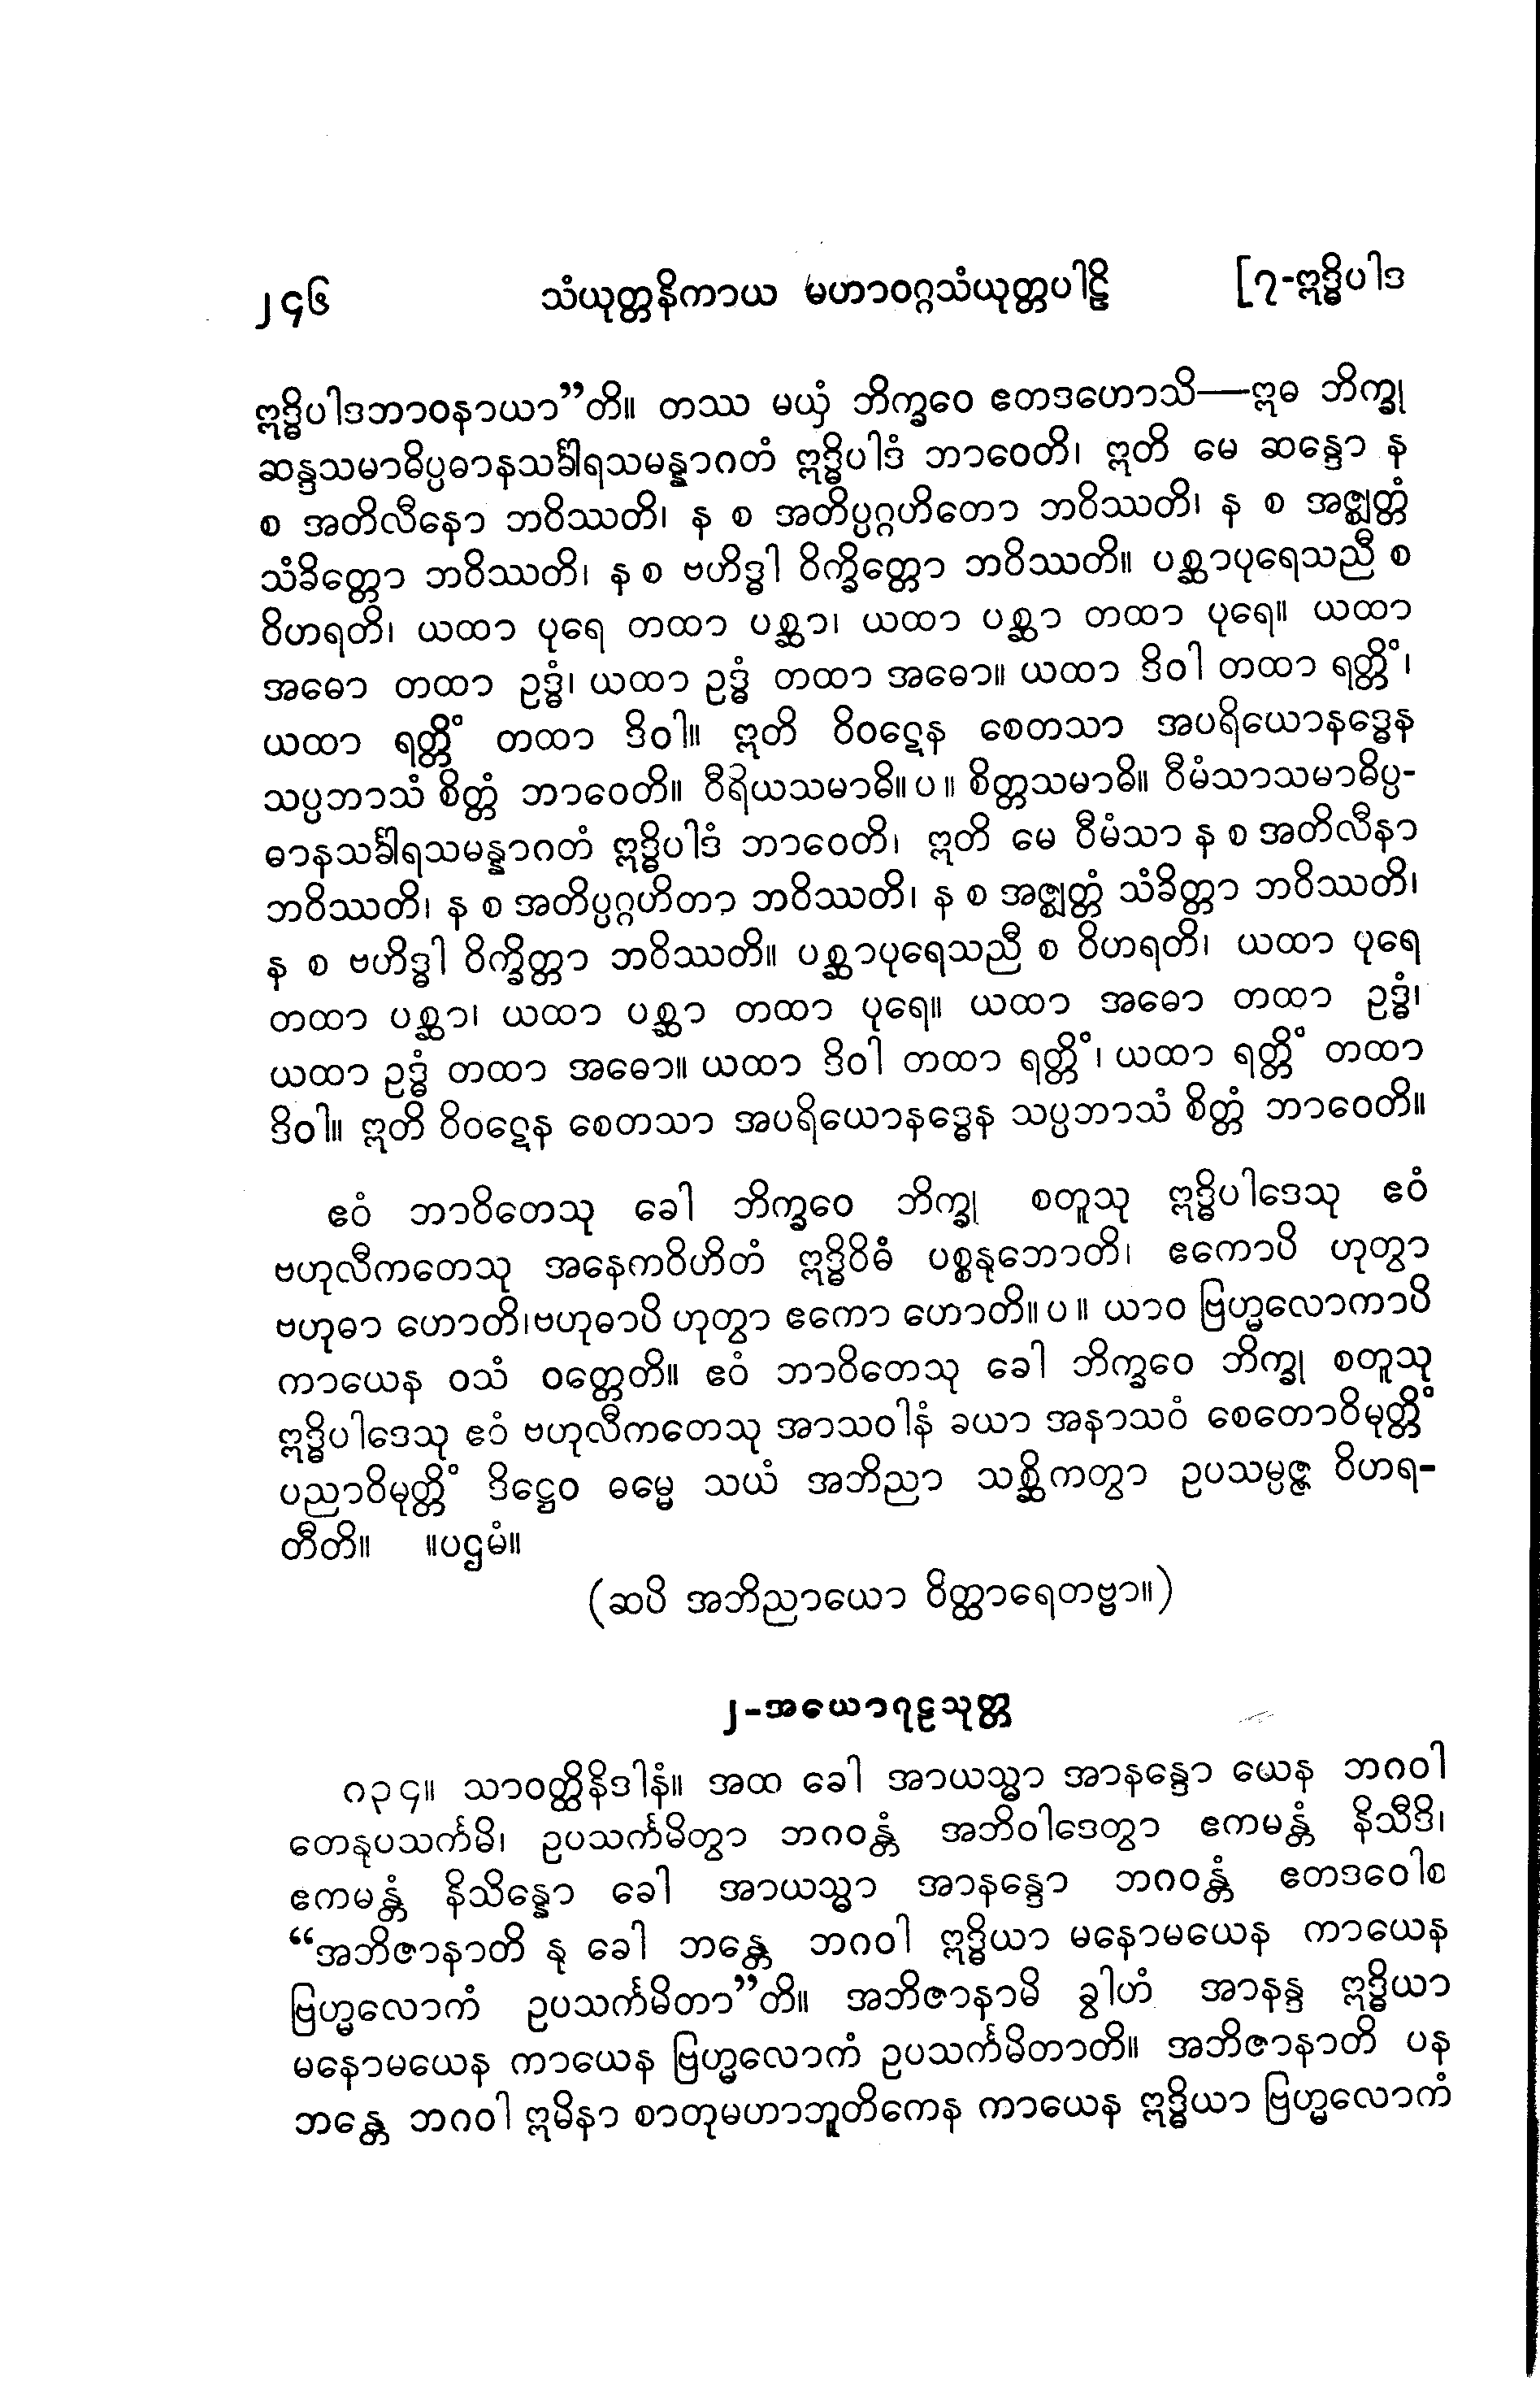 ၂၄၆ သံယုတ္တနိကာယ မဟာဝဂ္ဂသံယုတ္တပါဠိ [၇-ဣဒ္ဓိပါဒ
ဣဒ္ဓိပါဒဘာဝနာယာ”တိ။ တဿ မယှံ ဘိက္ခဝေ ဧတဒဟောသိ—ဣဓ ဘိက္ခု
ဆန္ဒသမာဓိပ္ပဓာနသင်္ခါရသမန္နာဂတံ ဣဒ္ဓိပါဒံ ဘာဝေတိ၊ ဣတိ မေ ဆန္ဒော န
စ အတိလီနော ဘဝိဿတိ၊ န စ အတိပ္ပဂ္ဂဟိတော ဘဝိဿတိ၊ န စ အဇ္ဈတ္တံ
သံခိတ္တော ဘဝိဿတိ၊ န စ ဗဟိဒ္ဓါ ဝိက္ခိတ္တော ဘဝိဿတိ။ ပစ္ဆာပုရေသညီ စ
ဝိဟရတိ၊ ယထာ ပုရေ တထာ ပစ္ဆာ၊ ယထာ ပစ္ဆာ တထာ ပုရေ။ ယထာ
အဓော တထာ ဥဒ္ဓံ၊ ယထာ ဥဒ္ဓံ တထာ အဓော။ ယထာ ဒိဝါ တထာ ရတ္တိံ၊
ယထာ ရတ္တိံ တထာ ဒိဝါ။ ဣတိ ဝိဝဋေန စေတသာ အပရိယောနဒ္ဓေန
သပ္ပဘာသံ စိတ္တံ ဘာဝေတိ။ ဝီရိယသမာဓိ။ ပ ။ စိတ္တသမာဓိ။ ဝီမံသာသမာဓိပ္ပ-
ဓာနသင်္ခါရသမန္နာဂတံ ဣဒ္ဓိပါဒံ ဘာဝေတိ၊ ဣတိ မေ ဝီမံသာ န စ အတိလီနာ
ဘဝိဿတိ၊ န စ အတိပ္ပဂ္ဂဟိတာ ဘဝိဿတိ၊ န စ အဇ္ဈတ္တံ သံခိတ္တာ ဘဝိဿတိ၊
န စ ဗဟိဒ္ဓါ ဝိက္ခိတ္တာ ဘဝိဿတိ။ ပစ္ဆာပုရေသညီ စ ဝိဟရတိ၊ ယထာ ပုရေ
တထာ ပစ္ဆာ၊ ယထာ ပစ္ဆာ တထာ ပုရေ။ ယထာ အဓော တထာ ဥဒ္ဓံ၊
ယထာ ဥဒ္ဓံ တထာ အဓော။ ယထာ ဒိဝါ တထာ ရတ္တိံ၊ ယထာ ရတ္တိံ တထာ
ဒိဝါ။ ဣတိ ဝိဝဋေန စေတသာ အပရိယောနဒ္ဓေန သပ္ပဘာသံ စိတ္တံ ဘာဝေတိ။
ဧဝံ ဘာဝိတေသု ခေါ ဘိက္ခဝေ ဘိက္ခု စတူသု ဣဒ္ဓိပါဒေသု ဧဝံ
ဗဟုလီကတေသု အနေကဝိဟိတံ ဣဒ္ဓိဝိဓံ ပစ္စနုဘောတိ၊ ဧကောပိ ဟုတွာ
ဗဟုဓာ ဟောတိ၊ဗဟုဓာပိ ဟုတွာ ဧကော ဟောတိ။ ပ ။ ယာဝ ဗြဟ္မလောကာပိ
ကာယေန ဝသံ ဝတ္တေတိ။ ဧဝံ ဘာဝိတေသု ခေါ ဘိက္ခဝေ ဘိက္ခု စတူသု
ဣဒ္ဓိပါဒေသု ဧဝံ ဗဟုလီကတေသု အာသဝါနံ ခယာ အနာသဝံ စေတောဝိမုတ္တိံ
ပညာဝိမုတ္တိံ ဒိဋ္ဌေဝ ဓမ္မေ သယံ အဘိညာ သစ္ဆိကတွာ ဥပသမ္ပဇ္ဇ ဝိဟရ-
တီတိ။ ။ပဌမံ။
(ဆပိ အဘိညာယော ဝိတ္ထာရေတဗ္ဗာ။)
၂-အယောဂုဠသုတ္တ
၈၃၄။ သာဝတ္ထိနိဒါနံ။ အထ ခေါ အာယသ္မာ အာနန္ဒော ယေန ဘဂဝါ
တေနုပသင်္ကမိ၊ ဥပသင်္ကမိတွာ ဘဂဝန္တံ အဘိဝါဒေတွာ ဧကမန္တံ နိသီဒိ၊
ဧကမန္တံ နိသိန္နော ခေါ အာယသ္မာ အာနန္ဒော ဘဂဝန္တံ ဧတဒဝေါစ
“အဘိဇာနာတိ နု ခေါ ဘန္တေ ဘဂဝါ ဣဒ္ဓိယာ မနောမယေန ကာယေန
ဗြဟ္မလောကံ ဥပသင်္ကမိတာ”တိ။ အဘိဇာနာမိ ခွါဟံ အာနန္ဒ ဣဒ္ဓိယာ
မနောမယေန ကာယေန ဗြဟ္မလောကံ ဥပသင်္ကမိတာတိ။ အဘိဇာနာတိ ပန
ဘန္တေ ဘဂဝါ ဣမိနာ စာတုမဟာဘူတိကေန ကာယေန ဣဒ္ဓိယာ ဗြဟ္မလောကံ